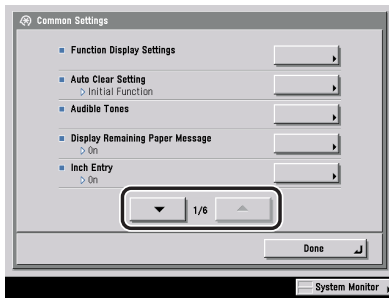 Common Settings
Function Display Settings
Auto Clear Setting
Initial Function
Audible Tones
Display Remaining Paper Message
On
Inch Entry
On
1/6
Done
System Monitor